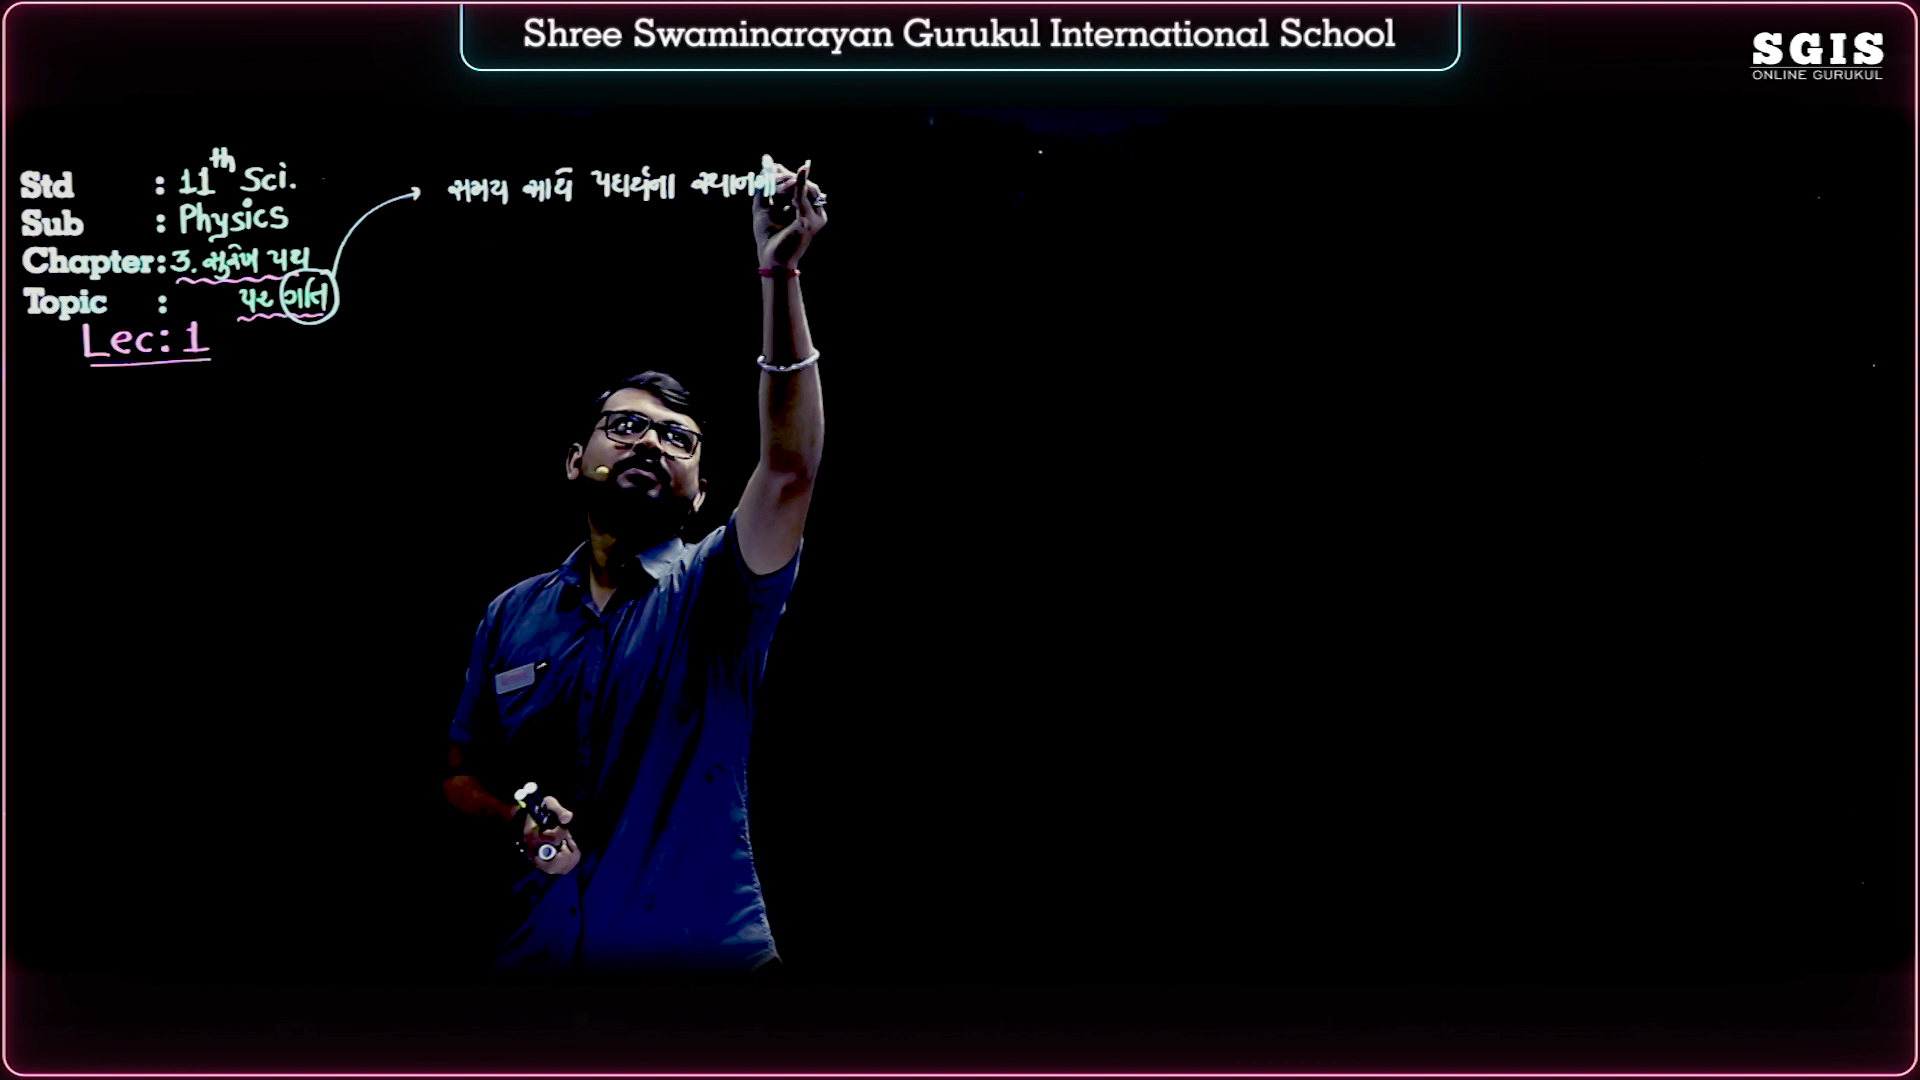 Shree Swaminarayan Gurukul International School
SGIS
ONLINE GURUKUL
Std : 11th Sci.
Sub : Physics
Chapter: 3. સુરેખ પથ
Topic : પર ગતિ
Lec: 1
સમય સાથે પદાર્થના સ્થાનમાં